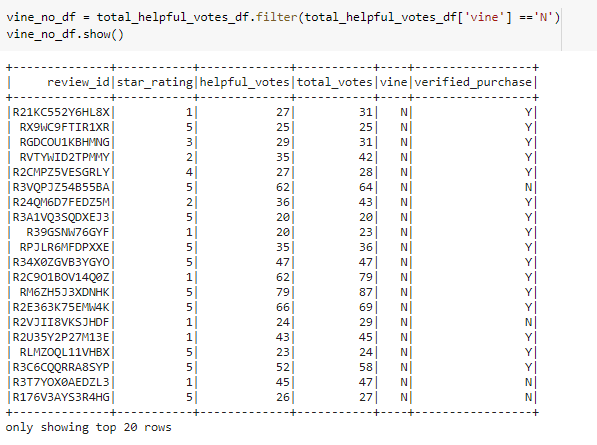 vine_no_df = total_helpful_votes_df.filter(total_helpful_votes_df['vine'] =='N')
vine_no_df.show()
+--------------+-----------+-------------+-----------+----+-----------------+
|     review_id|star_rating|helpful_votes|total_votes|vine|verified_purchase|
+--------------+-----------+-------------+-----------+----+-----------------+
|R21KC552Y6HL8X|          1|           27|         31|   N|                Y|
| RX9WC9FTIR1XR|          5|           25|         25|   N|                Y|
| RGDCOU1KBHMNG|          3|           29|         31|   N|                Y|
| RVTYWID2TPMMY|          2|           35|         42|   N|                Y|
|R2CMPZ5VESGRLY|          4|           27|         28|   N|                Y|
|R3VQPJZ54B55BA|          5|           62|         64|   N|                N|
|R24QM6D7FEDZ5M|          2|           36|         43|   N|                Y|
|R3A1VQ3SQDXEJ3|          5|           20|         20|   N|                Y|
|  R39GSNW76GYF|          1|           20|         23|   N|                Y|
| RPJLR6MFDPXXE|          5|           35|         36|   N|                Y|
|R34X0ZGVB3YGYO|          5|           47|         47|   N|                Y|
|R2C9O1BOV14Q0Z|          1|           62|         79|   N|                Y|
| RM6ZH5J3XDNHK|          5|           79|         87|   N|                Y|
|R2E363K75EMW4K|          5|           66|         69|   N|                Y|
|R2VJII8VKSJHDF|          1|           24|         29|   N|                N|
|R2U35Y2P27M13E|          1|           43|         45|   N|                Y|
| RLMZOQL11VHBX|          5|           23|         24|   N|                Y|
|R3C6CQQRRA8SYP|          5|           52|         58|   N|                Y|
|R3T7YOX0AEDZL3|          1|           45|         47|   N|                N|
|R176V3AYS3R4HG|          5|           26|         27|   N|                N|
+--------------+-----------+-------------+-----------+----+-----------------+
only showing top 20 rows